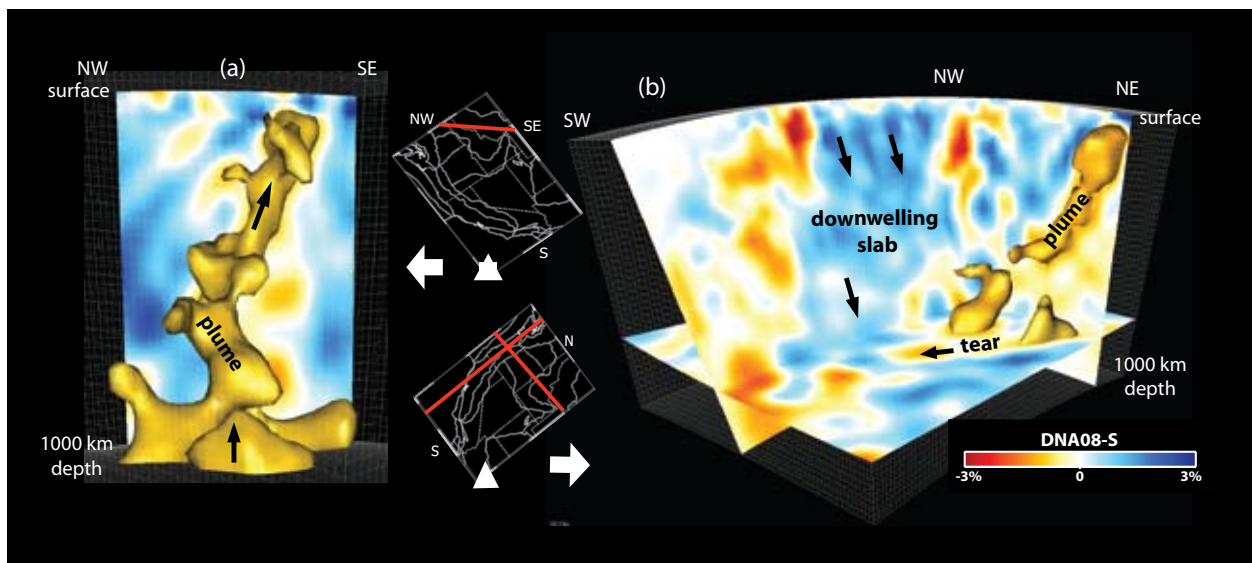 (a)
NW
SE
surface
plume
1000 km
depth
NW
SE
S
N
S
(b)
SW
NW
NE
surface
downwelling
slab
plume
tear
1000 km
depth
DNA08-S
-3%
0
3%